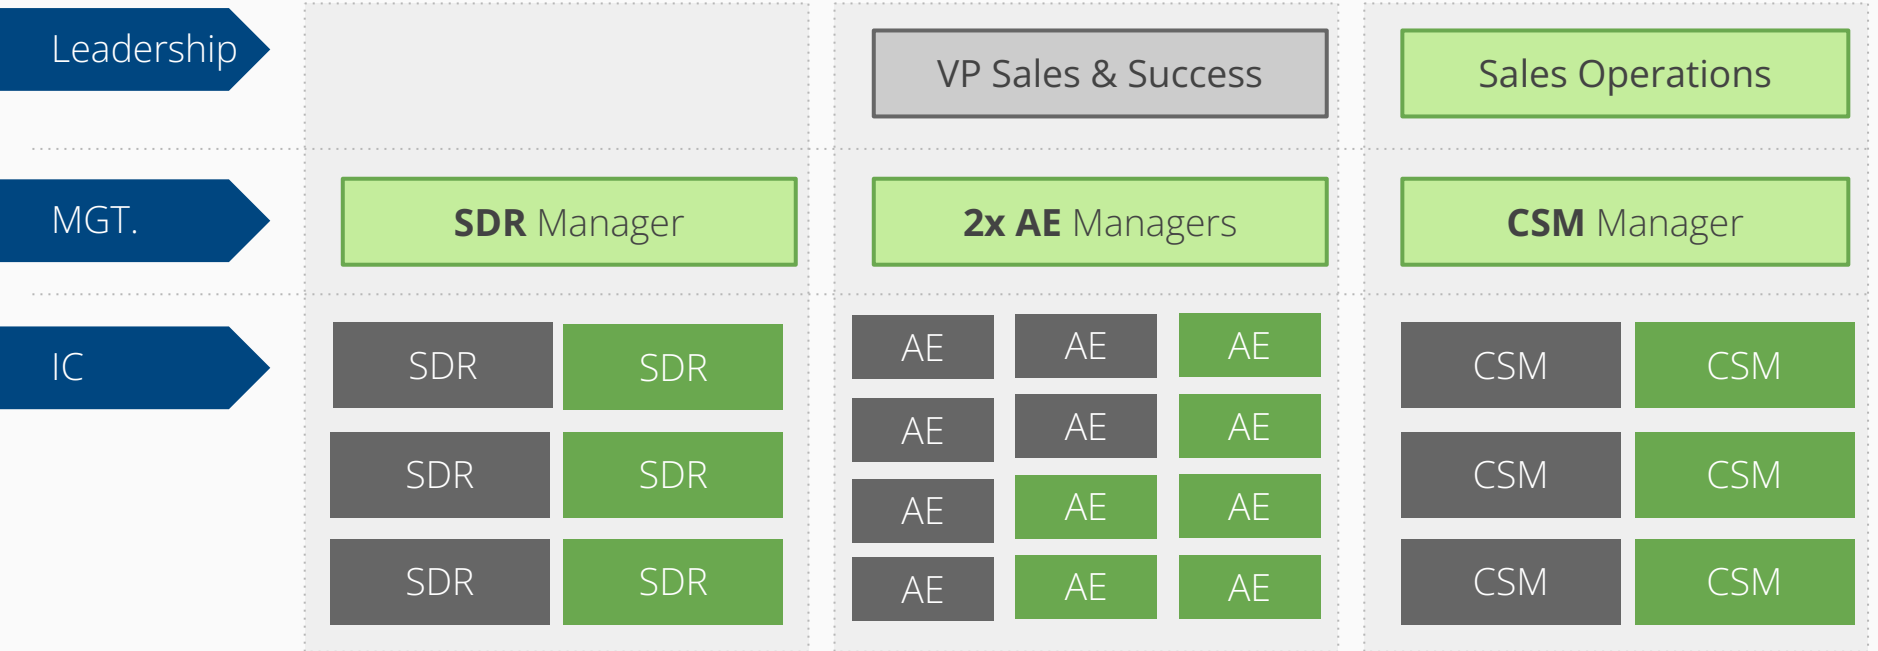 Leadership
VP Sales & Success
Sales Operations
MGT.
SDR Manager
2x AE Managers
CSM Manager
IC
SDR
SDR
AE
AE
AE
CSM
CSM
AE
AE
AE
SDR
SDR
CSM
CSM
AE
AE
AE
SDR
SDR
AE
AE
AE
CSM
CSM